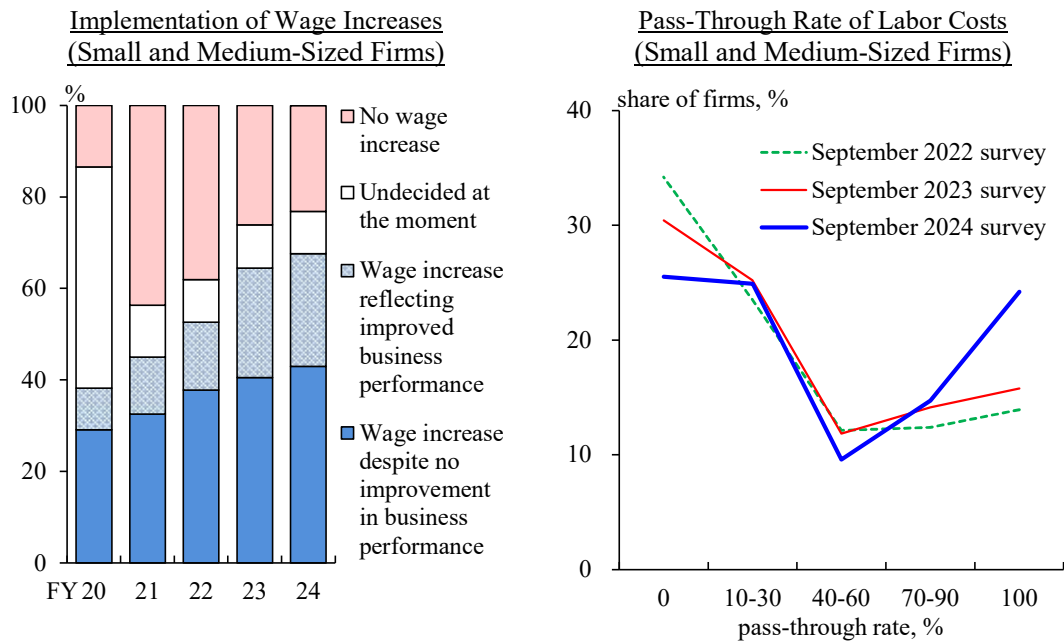 Implementation of Wage Increases
(Small and Medium-Sized Firms)
%
100
80
60
40
20
0
FY 20 21 22 23 24
No wage
increase
Undecided at
the moment
Wage increase
reflecting
improved
business
performance
Wage increase
despite no
improvement
in business
performance
Pass-Through Rate of Labor Costs
(Small and Medium-Sized Firms)
share of firms, %
40
30
20
10
0
September 2022 survey
September 2023 survey
September 2024 survey
0 10-30 40-60 70-90 100
pass-through rate, %